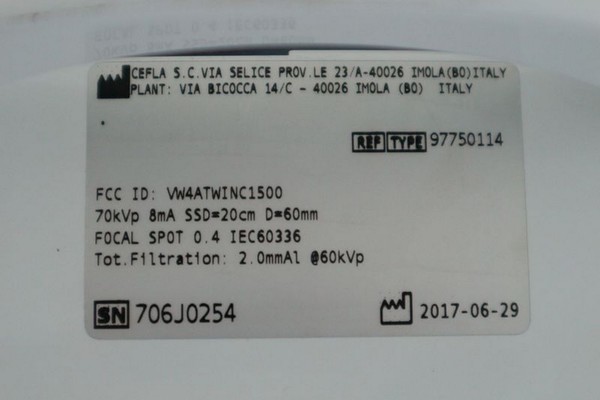 CEFLA S.C.VIA SELICE PROV.LE 23/A-40026 IMOLA(BO)ITALY
PLANT: VIA BICOCCA 14/C - 40026 IMOLA (BO) ITALY
REF TYPE 97750114
FCC ID: VW4ATWINC1500
70kVp 8mA SSD=20cm D=60mm
FOCAL SPOT 0.4 IEC60336
Tot.Filtration: 2.0mmAl @60kVp
SN 706J0254
2017-06-29